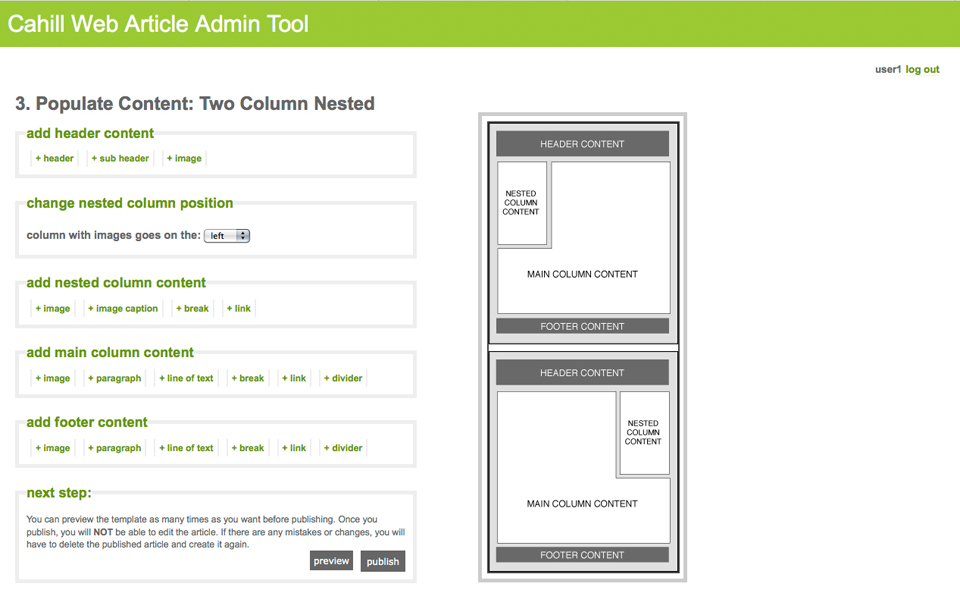 Cahill Web Article Admin Tool
user1 log out
3. Populate Content: Two Column Nested
add header content
+ header + sub header + image
change nested column position
column with images goes on the: left
add nested column content
+ image + image caption + break + link
add main column content
+ image + paragraph + line of text + break + link + divider
add footer content
+ image + paragraph + line of text + break + link + divider
next step:
You can preview the template as many times as you want before publishing. Once you
publish, you will NOT be able to edit the article. If there are any mistakes or changes, you will
have to delete the published article and create it again.
preview publish
HEADER CONTENT
NESTED
COLUMN
CONTENT
MAIN COLUMN CONTENT
FOOTER CONTENT
HEADER CONTENT
NESTED
COLUMN
CONTENT
MAIN COLUMN CONTENT
FOOTER CONTENT